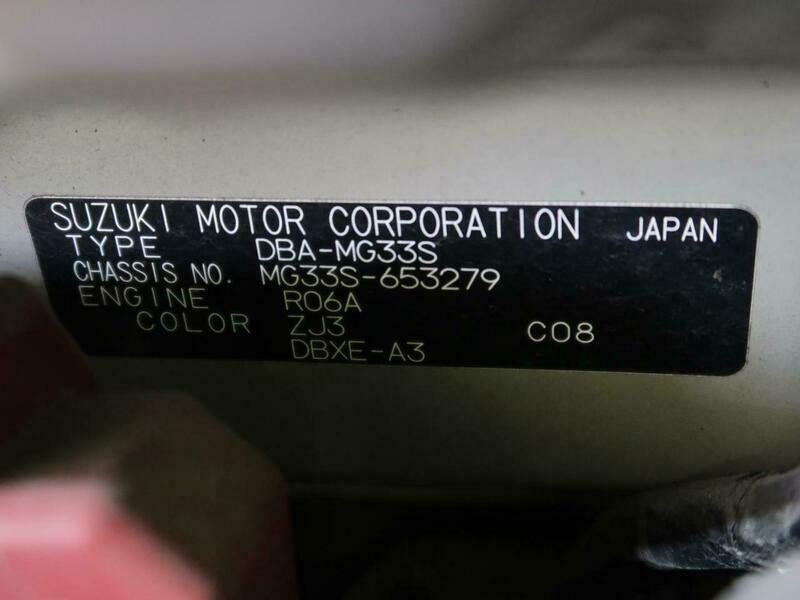 SUZUKI MOTOR CORPORATION JAPAN
TYPE DBA-MG33S
CHASSIS NO. MG33S-653279
ENGINE R06A
COLOR ZJ3 C08
DBXE-A3